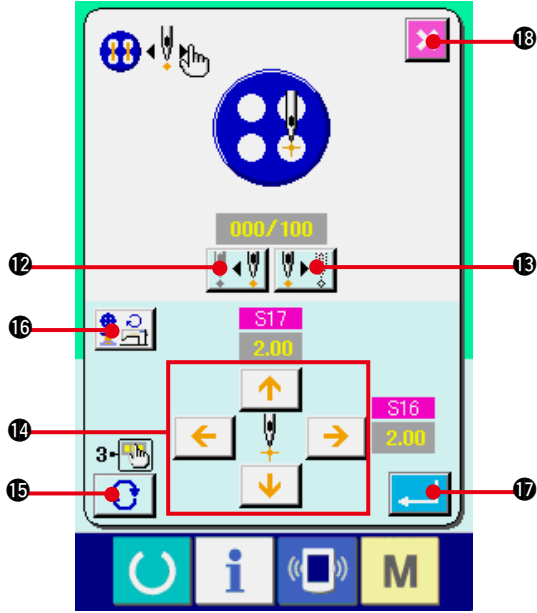 ⓲
000/100
⓬
⓭
⓰
S17
2.00
⓮
S16
2.00
3-
⓯
⓱
i
M